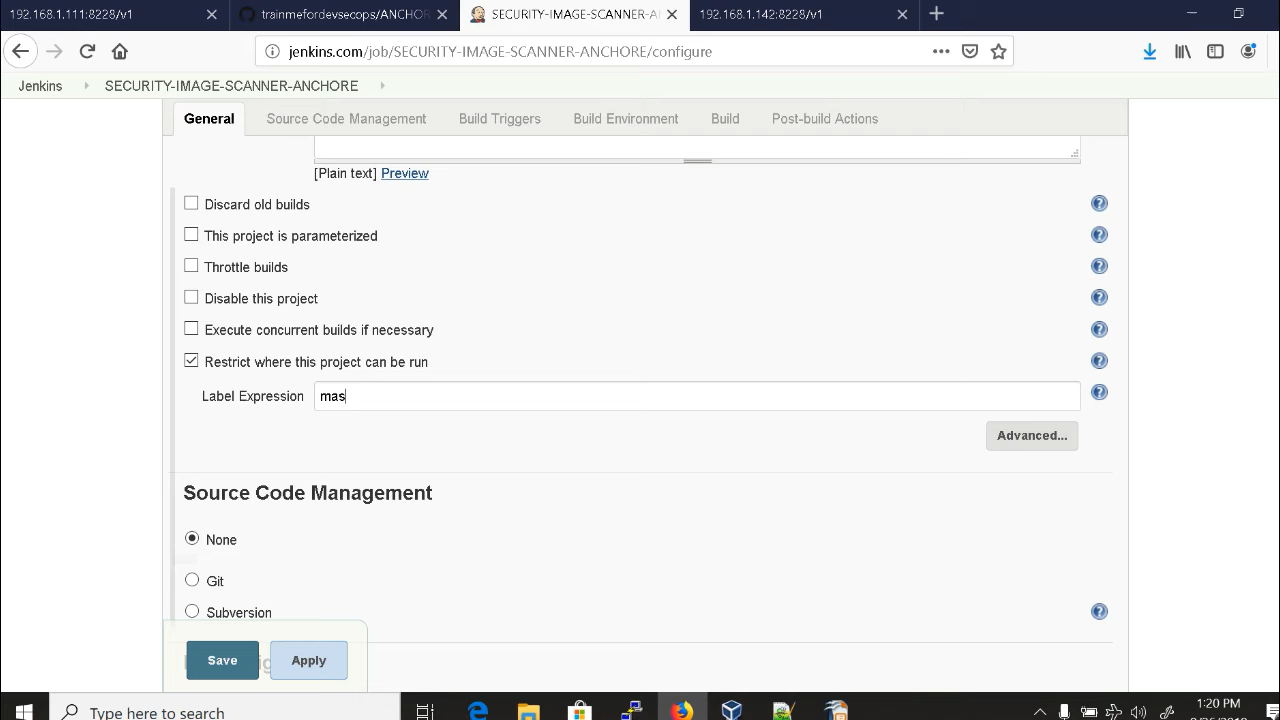 192.168.1.111:8228/v1
trainmefordevsecops/ANCHOR
SECURITY-IMAGE-SCANNER-A
192.168.1.142:8228/v1
jenkins.com/job/SECURITY-IMAGE-SCANNER-ANCHORE/configure
Jenkins SECURITY-IMAGE-SCANNER-ANCHORE
General Source Code Management Build Triggers Build Environment Build Post-build Actions
[Plain text] Preview
Discard old builds
This project is parameterized
Throttle builds
Disable this project
Execute concurrent builds if necessary
Restrict where this project can be run
Label Expression mas
Advanced...
Source Code Management
None
Git
Subversion
Save Apply
Type here to search
1:20 PM